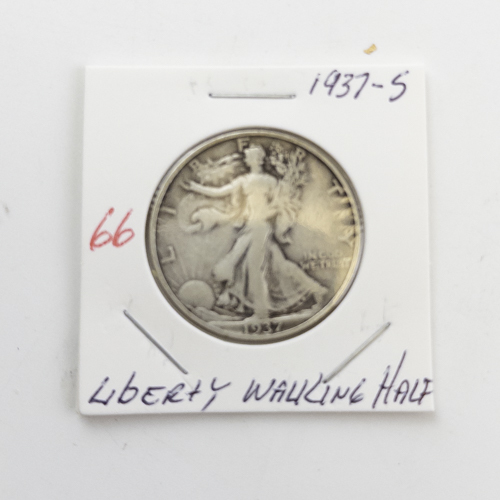 1937-S
66
LIBERTY
IN GOD
WE TRUST
1937
LIBERTY WALKING HALF